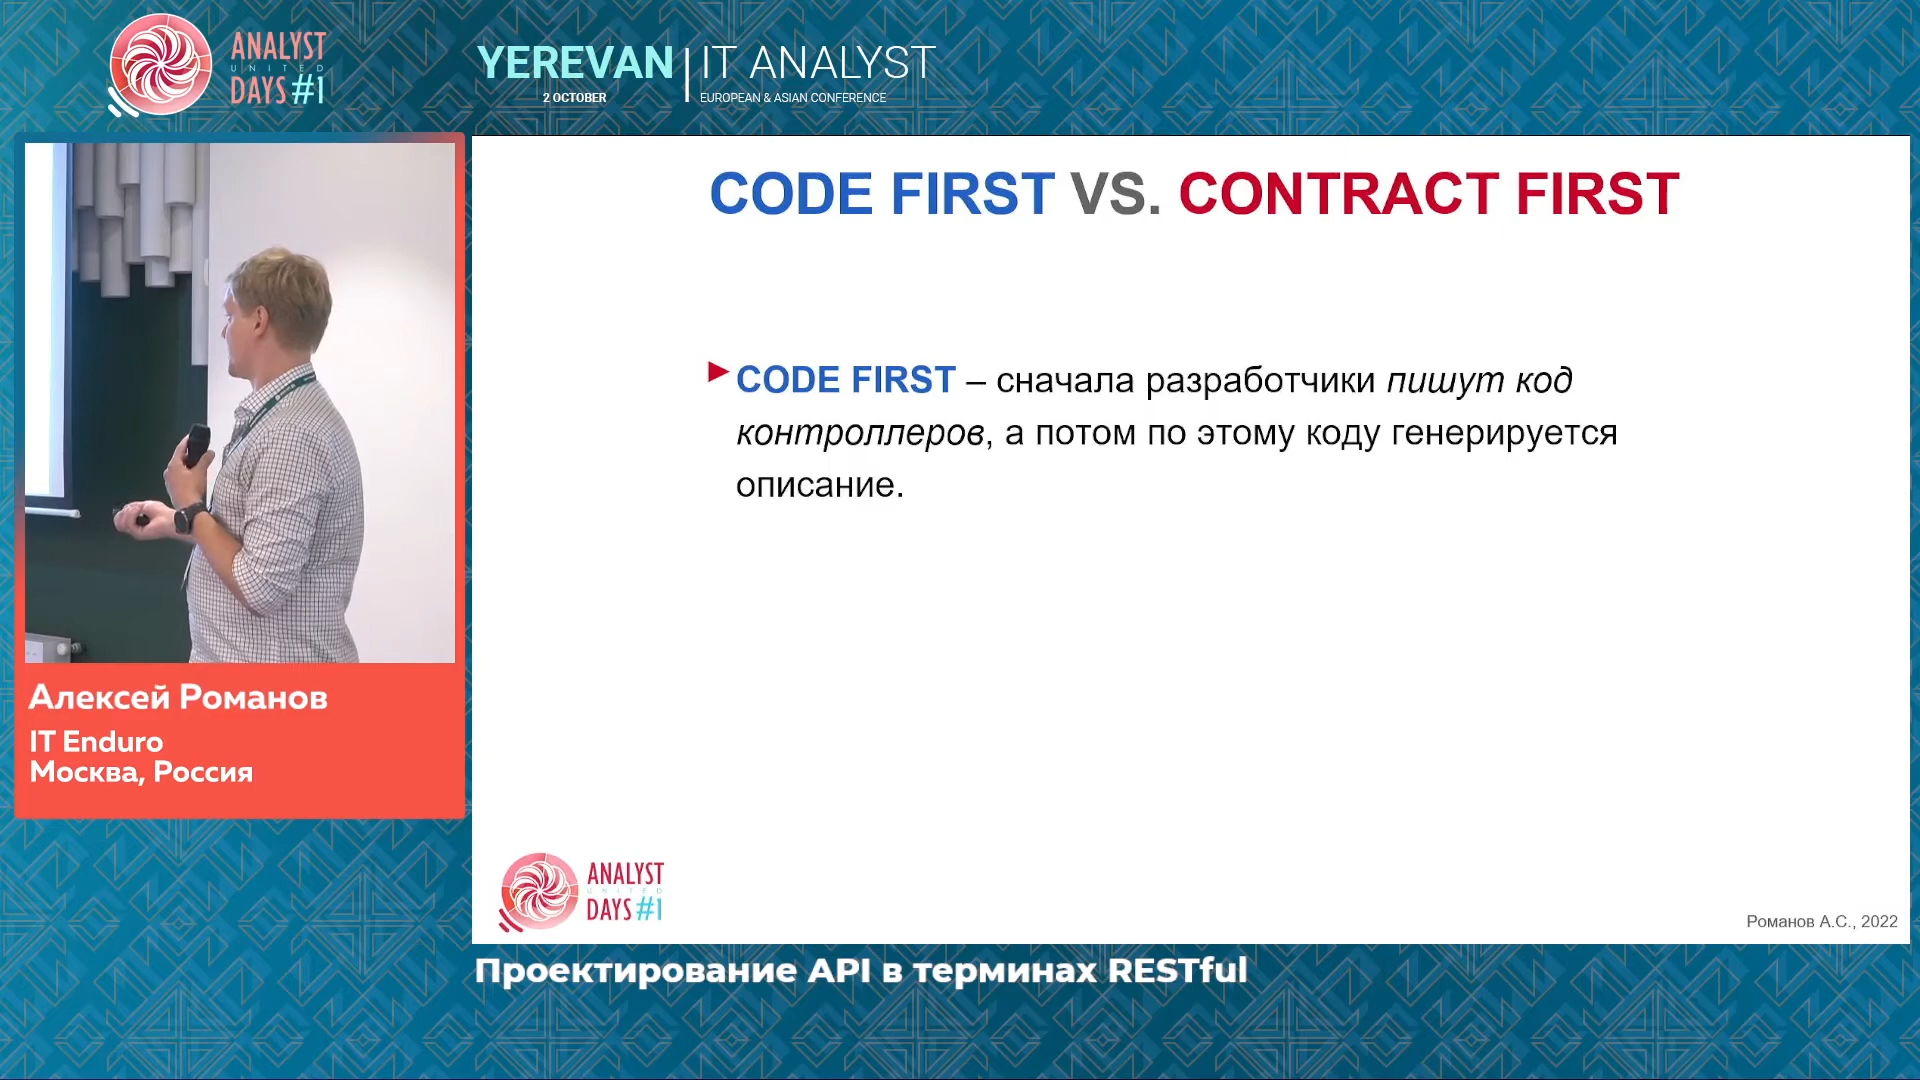 ANALYST
UNITED
DAYS #1
YEREVAN
2 OCTOBER
IT ANALYST
EUROPEAN & ASIAN CONFERENCE
CODE FIRST VS. CONTRACT FIRST
CODE FIRST – сначала разработчики пишут код
контроллеров, а потом по этому коду генерируется
описание.
Алексей Романов
IT Enduro
Москва, Россия
ANALYST
UNITED
DAYS #1
Романов А.С., 2022
Проектирование API в терминах RESTful